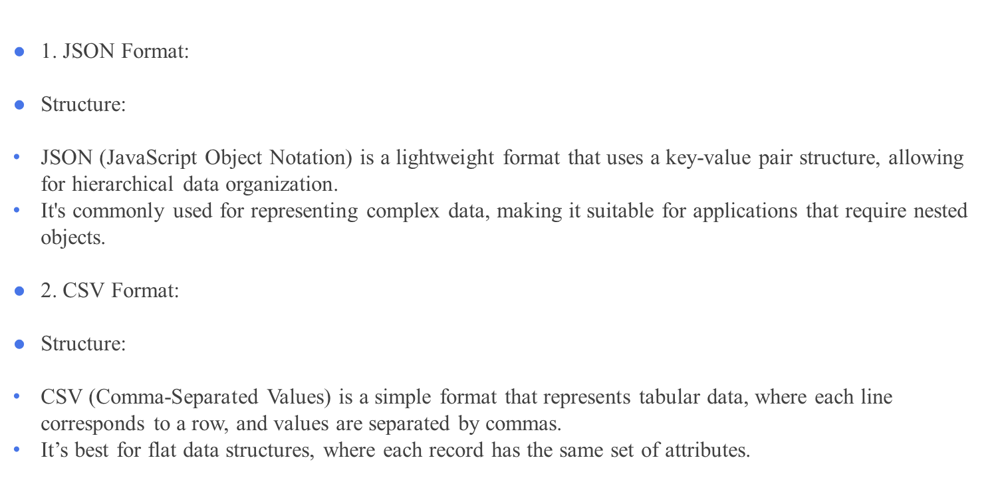 ● 1. JSON Format:
● Structure:
• JSON (JavaScript Object Notation) is a lightweight format that uses a key-value pair structure, allowing
for hierarchical data organization.
• It's commonly used for representing complex data, making it suitable for applications that require nested
objects.
● 2. CSV Format:
● Structure:
• CSV (Comma-Separated Values) is a simple format that represents tabular data, where each line
corresponds to a row, and values are separated by commas.
• It’s best for flat data structures, where each record has the same set of attributes.